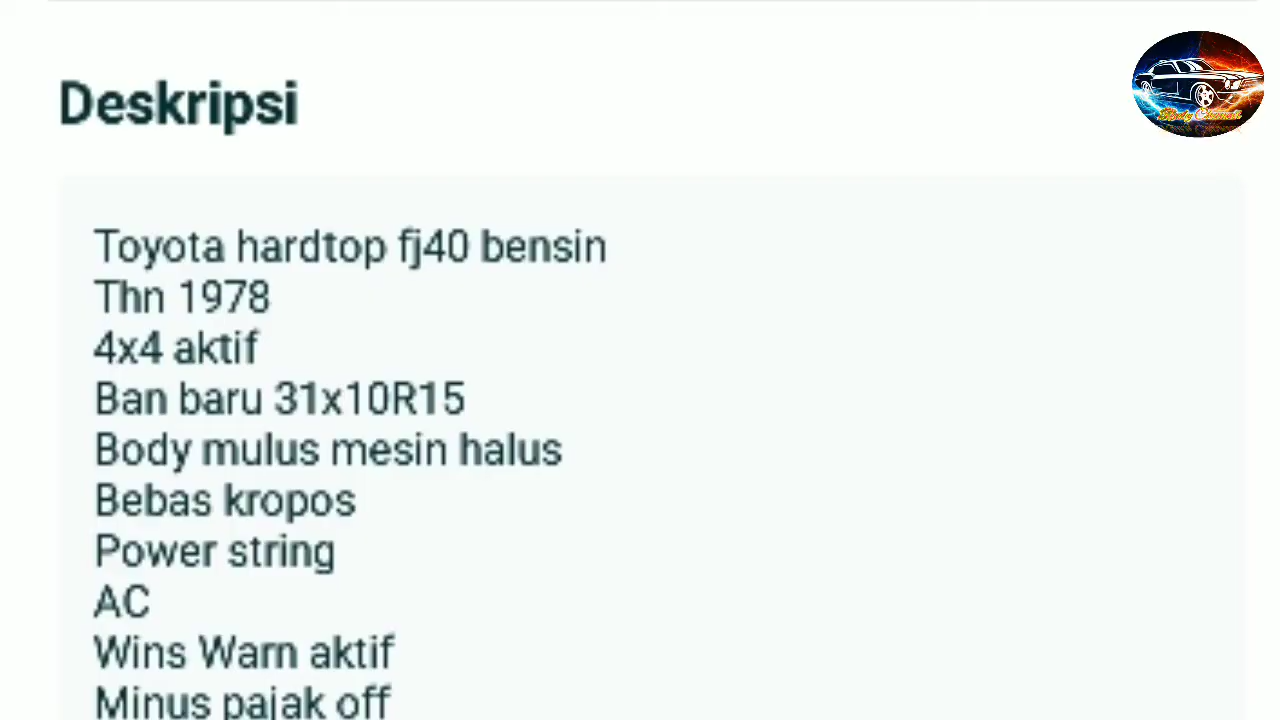 Deskripsi
Toyota hardtop fj40 bensin
Thn 1978
4x4 aktif
Ban baru 31x10R15
Body mulus mesin halus
Bebas kropos
Power string
AC
Wins Warn aktif
Minus pajak off